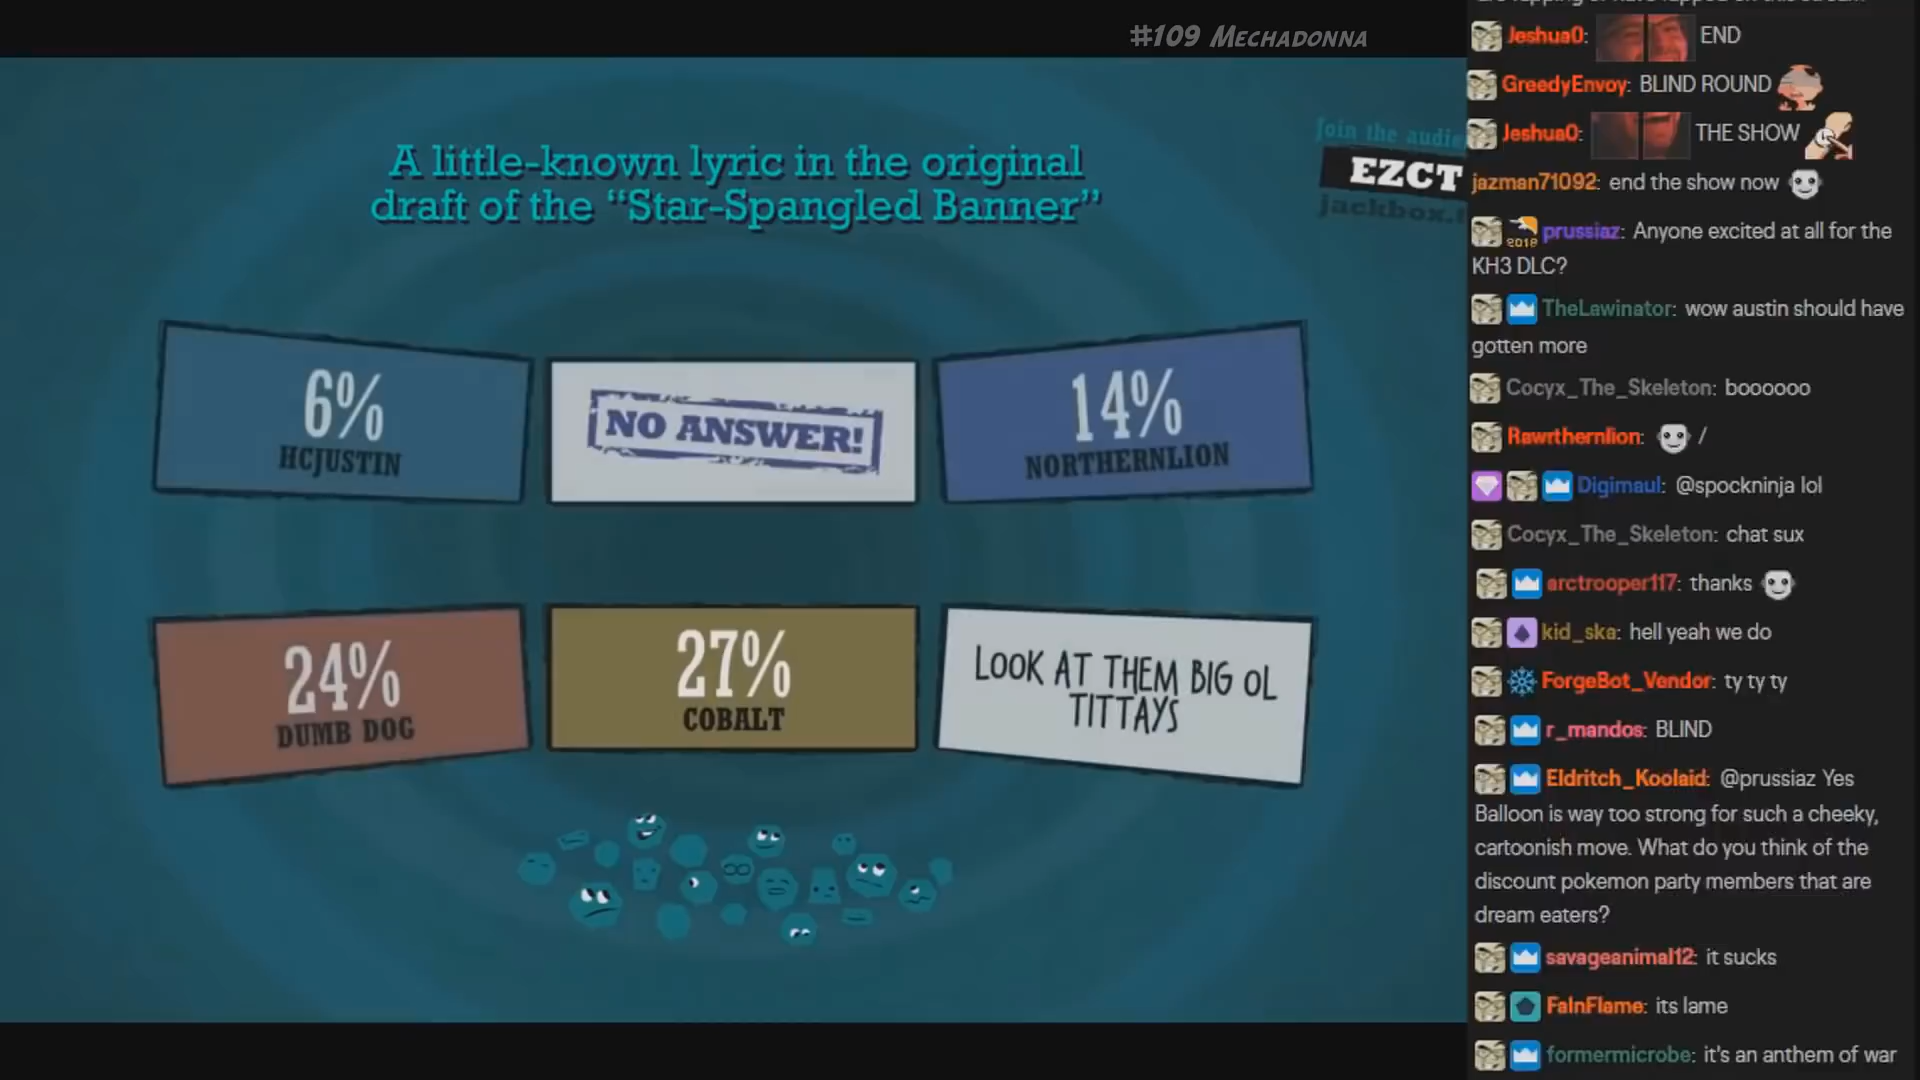 #109 MECHADONNA
A little-known lyric in the original
draft of the “Star-Spangled Banner”
Join the audie
EZCT
jackbox.
6%
HCJUSTIN
NO ANSWER!
14%
NORTHERNLION
24%
DUMB DOG
27%
COBALT
LOOK AT THEM BIG OL
TITTAYS
Jeshua0: END
GreedyEnvoy: BLIND ROUND
Jeshua0: THE SHOW
jazman71092: end the show now
2018 prussiaz: Anyone excited at all for the
KH3 DLC?
TheLawinator: wow austin should have
gotten more
Cocyx_The_Skeleton: boooooo
Rawrthernlion: /
Digimaul: @spockninja lol
Cocyx_The_Skeleton: chat sux
arctrooper117: thanks
kid_ska: hell yeah we do
ForgeBot_Vendor: ty ty ty
r_mandos: BLIND
Eldritch_Koolaid: @prussiaz Yes
Balloon is way too strong for such a cheeky,
cartoonish move. What do you think of the
discount pokemon party members that are
dream eaters?
savageanimal12: it sucks
FalnFlame: its lame
formermicrobe: it's an anthem of war